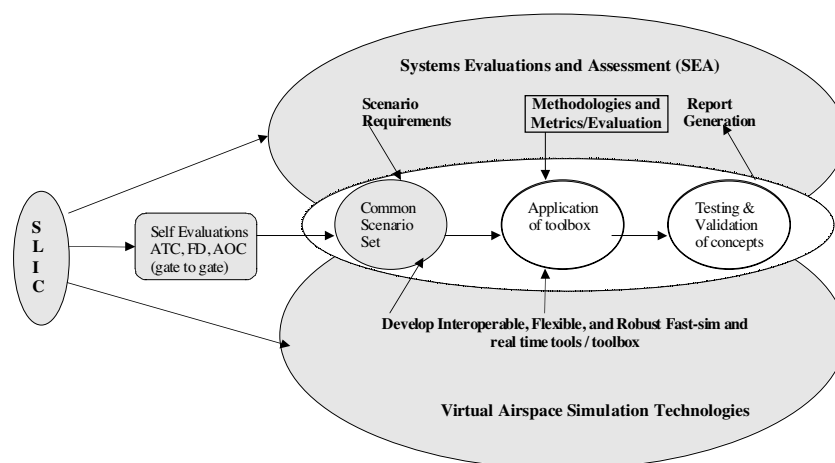 Systems Evaluations and Assessment (SEA)
Scenario
Requirements
Methodologies and
Metrics/Evaluation
Report
Generation
S
L
I
C
Self Evaluations
ATC, FD, AOC
(gate to gate)
Common
Scenario
Set
Application
of toolbox
Testing &
Validation
of concepts
Develop Interoperable, Flexible, and Robust Fast-sim and
real time tools / toolbox
Virtual Airspace Simulation Technologies